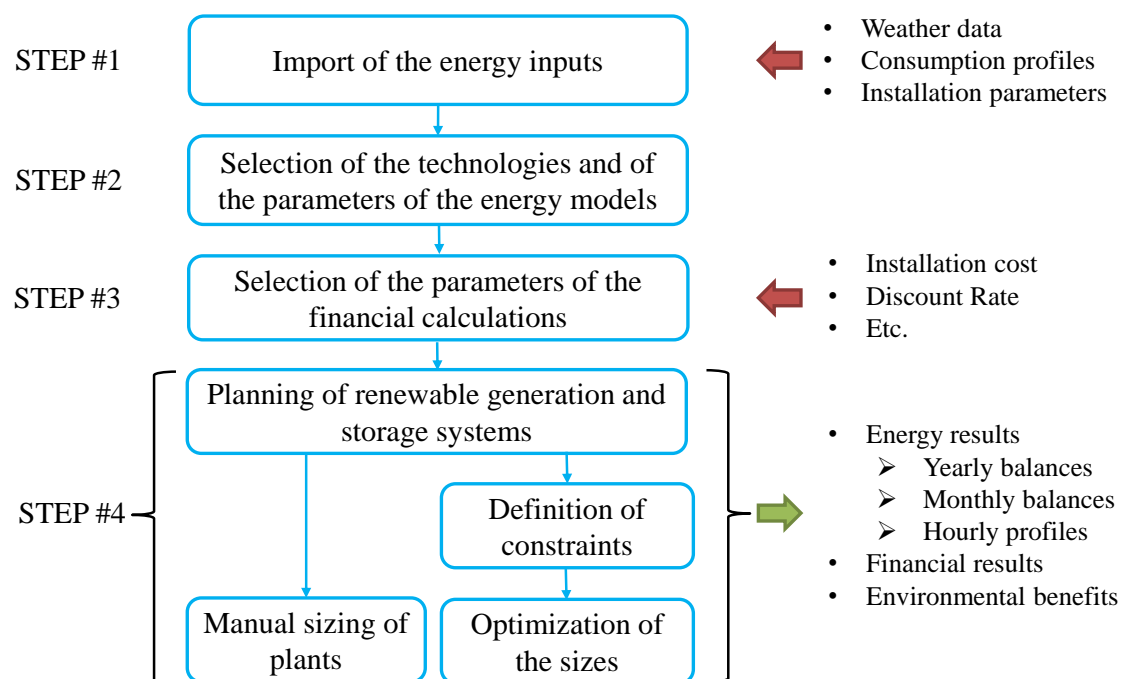 STEP #1
Import of the energy inputs
• Weather data
• Consumption profiles
• Installation parameters
STEP #2
Selection of the technologies and of
the parameters of the energy models
STEP #3
Selection of the parameters of the
financial calculations
• Installation cost
• Discount Rate
• Etc.
STEP #4
Planning of renewable generation and
storage systems
Definition of
constraints
Manual sizing of
plants
Optimization of
the sizes
• Energy results
➢ Yearly balances
➢ Monthly balances
➢ Hourly profiles
• Financial results
• Environmental benefits